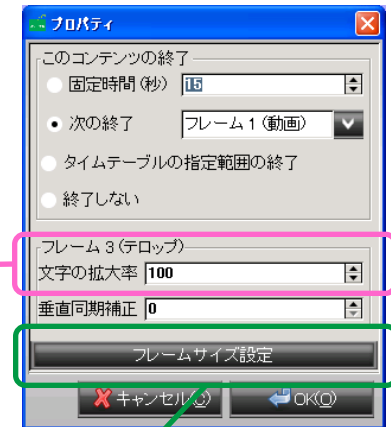 プロパティ
このコンテンツの終了
固定時間(秒) 15
次の終了 フレーム1(動画)
タイムテーブルの指定範囲の終了
終了しない
フレーム3(テロップ)
文字の拡大率 100
垂直同期補正 0
フレームサイズ設定
キャンセル(C) OK(O)